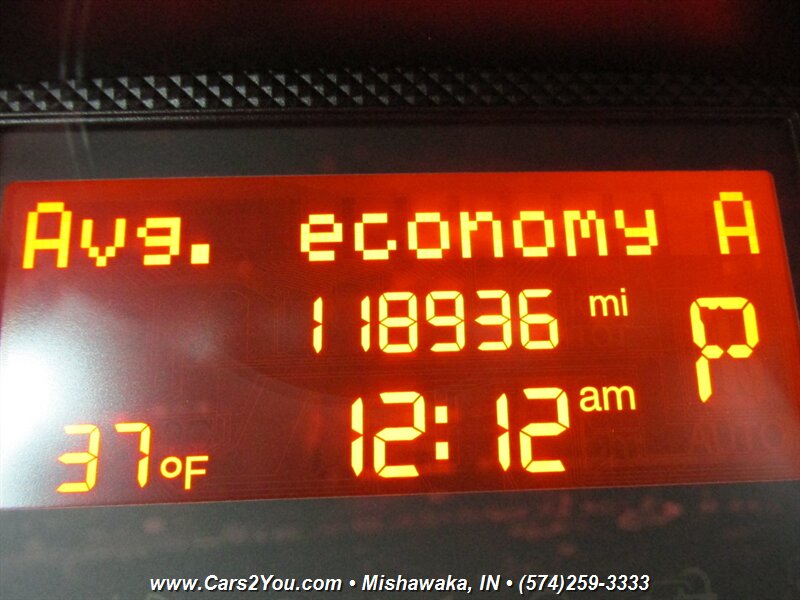 Avg. economy A
118936 mi
P
12:12 am
37°F
www.Cars2You.com • Mishawaka, IN • (574)259-3333